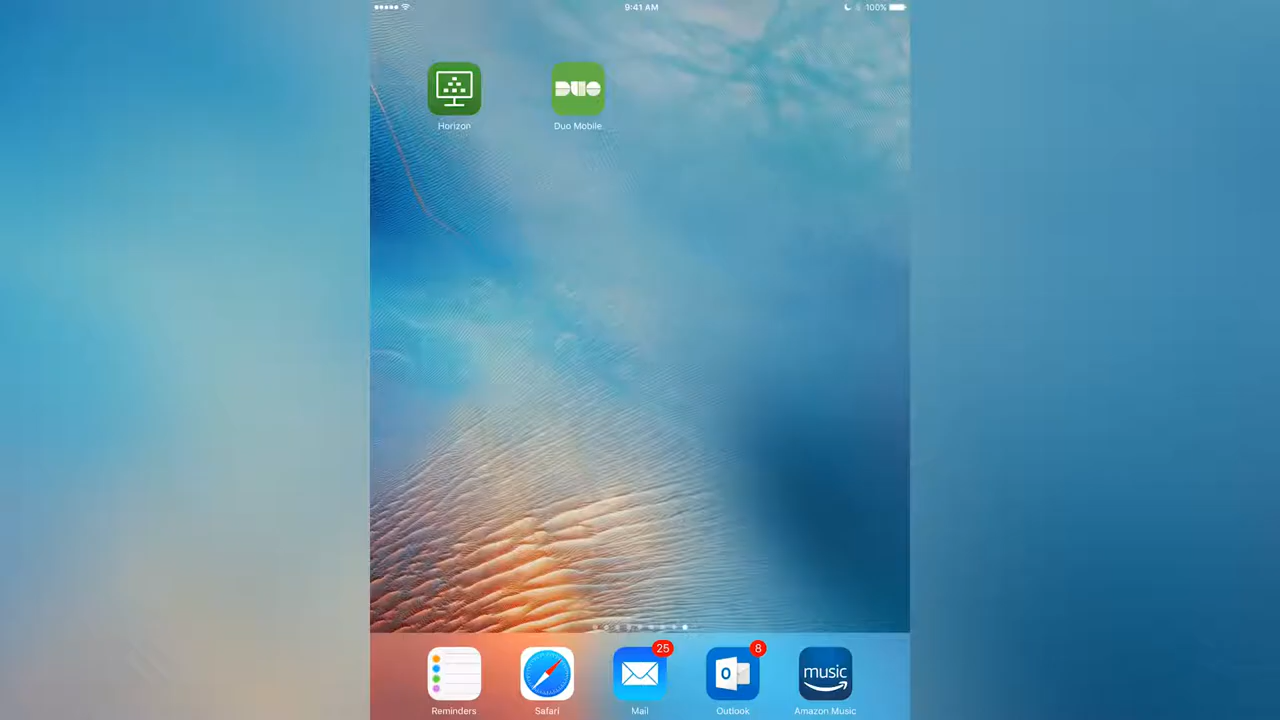 9:41 AM
100%
DUO
Horizon
Duo Mobile
25
8
O
music
Reminders
Safari
Mail
Outlook
Amazon Music